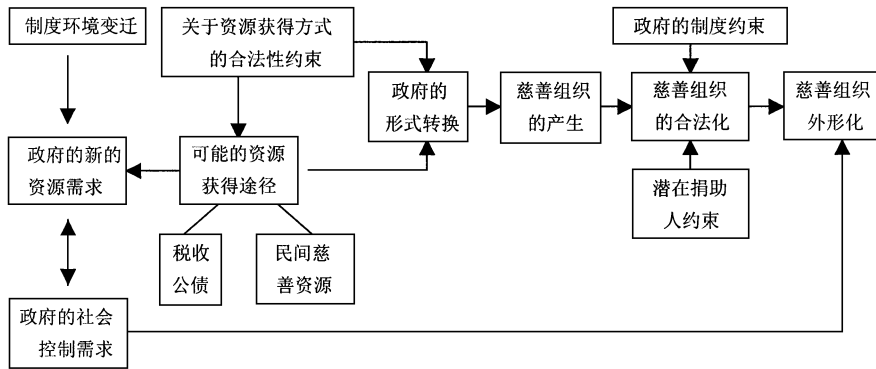 制度环境变迁
关于资源获得方式
的合法性约束
政府的制度约束
政府的
形式转换
慈善组织
的产生
慈善组织
的合法化
慈善组织
外形化
政府的新的
资源需求
可能的资源
获得途径
潜在捐助
人约束
税收
公债
民间慈
善资源
政府的社会
控制需求